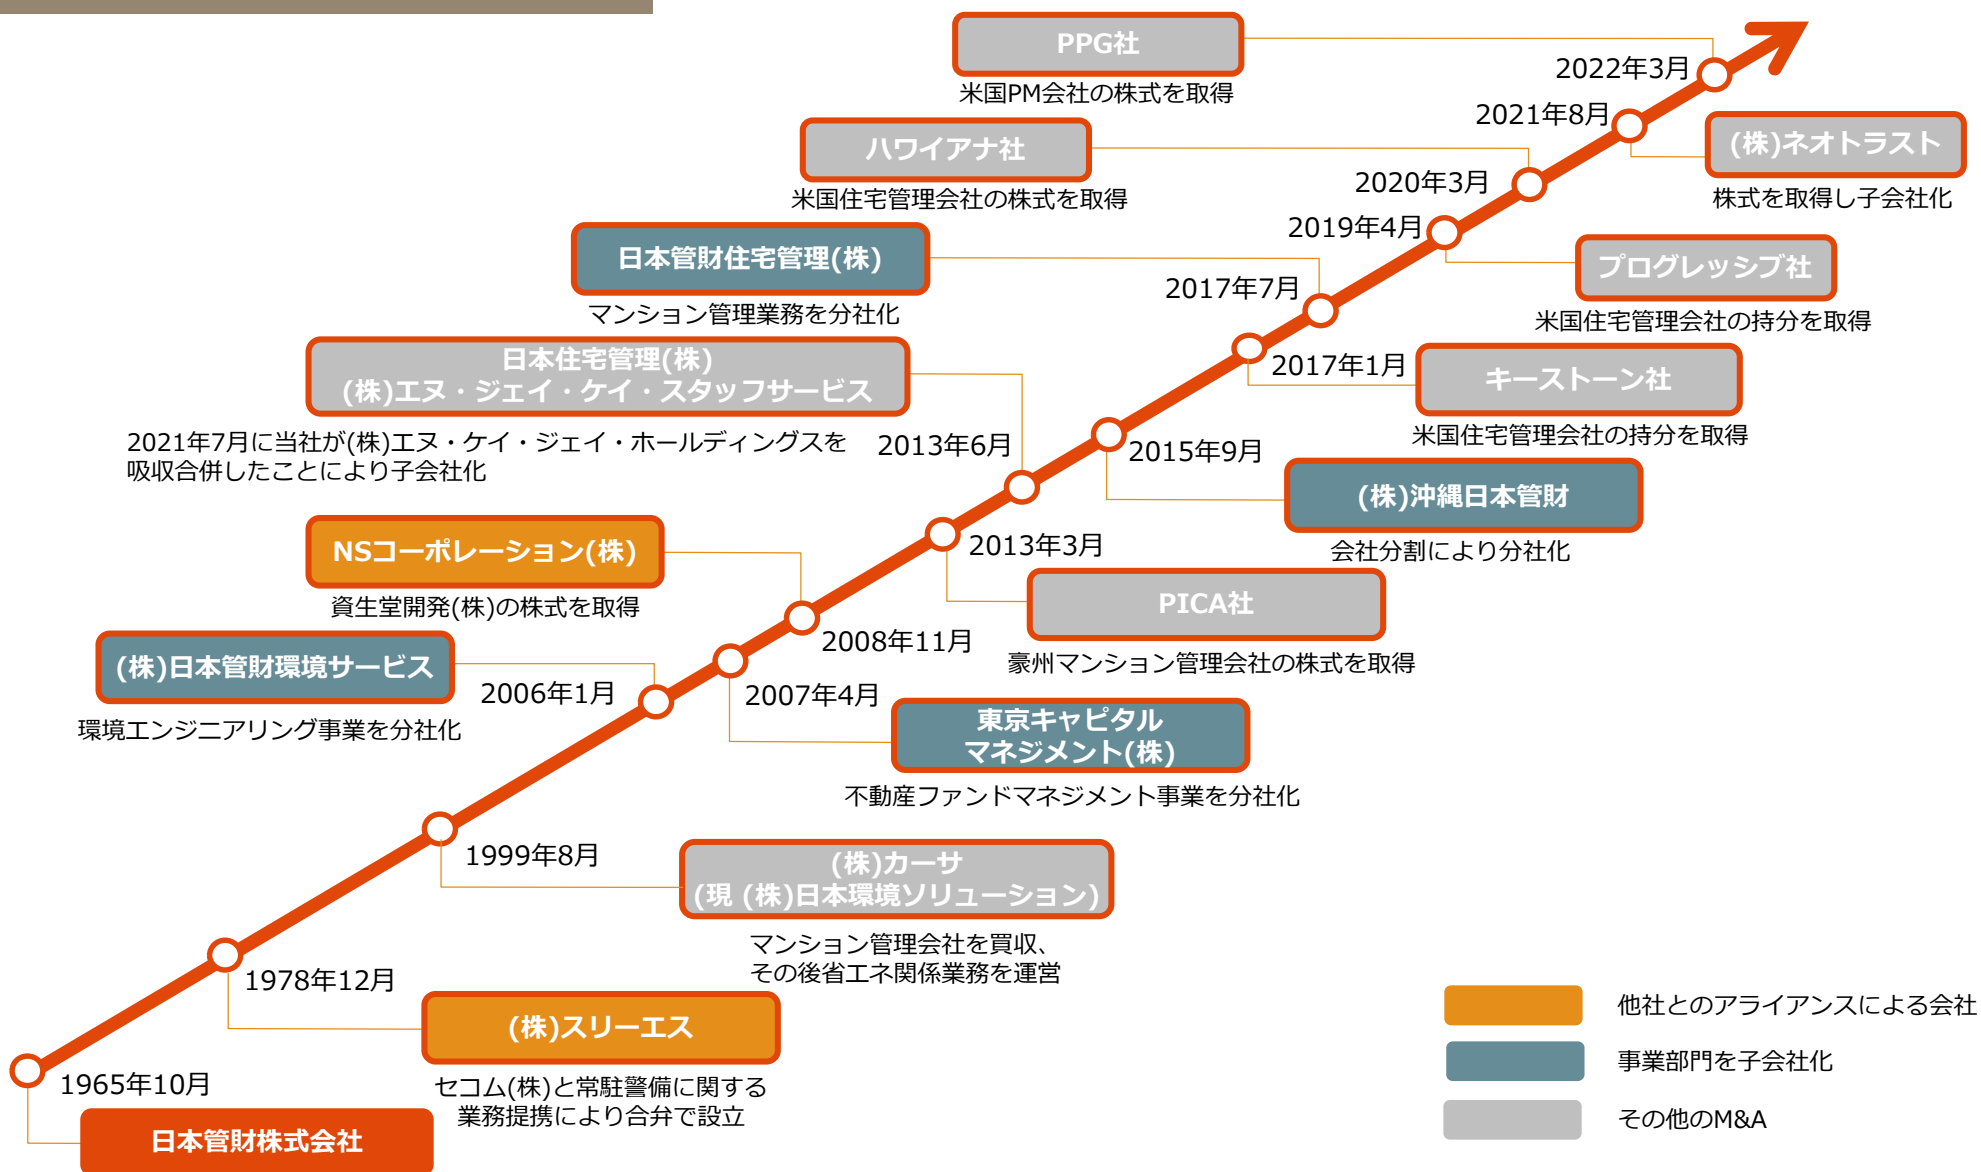 PPG社
米国PM会社の株式を取得
2022年3月
2021年8月
(株)ネオトラスト
株式を取得し子会社化
ハワイアナ社
米国住宅管理会社の株式を取得
2020年3月
2019年4月
プログレッシブ社
米国住宅管理会社の持分を取得
日本管財住宅管理(株)
マンション管理業務を分社化
2017年7月
2017年1月
キーストーン社
米国住宅管理会社の持分を取得
日本住宅管理(株)
(株)エヌ・ジェイ・ケイ・スタッフサービス
2021年7月に当社が(株)エヌ・ケイ・ジェイ・ホールディングスを
吸収合併したことにより子会社化
2013年6月
2015年9月
(株)沖縄日本管財
会社分割により分社化
NSコーポレーション(株)
資生堂開発(株)の株式を取得
2013年3月
PICA社
豪州マンション管理会社の株式を取得
2008年11月
(株)日本管財環境サービス
環境エンジニアリング事業を分社化
2006年1月
2007年4月
東京キャピタル
マネジメント(株)
不動産ファンドマネジメント事業を分社化
1999年8月
(株)カーサ
(現 (株)日本環境ソリューション)
マンション管理会社を買収、
その後省エネ関係業務を運営
1978年12月
(株)スリーエス
セコム(株)と常駐警備に関する
業務提携により合弁で設立
1965年10月
日本管財株式会社
他社とのアライアンスによる会社
事業部門を子会社化
その他のM&A